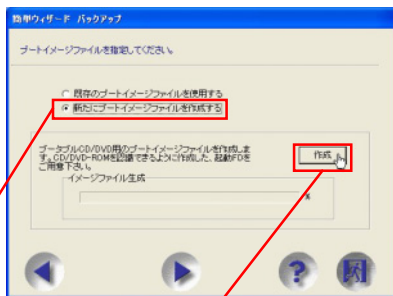 簡単ウィザード バックアップ
ブートイメージファイルを指定してください。
既存のブートイメージファイルを使用する
新たにブートイメージファイルを作成する
ブータブルCD/DVD用のブートイメージファイルを作成しま
す。CD/DVD-ROMを認識できるように作成した、起動FDを
ご用意下さい。
作成
イメージファイル生成
%
?